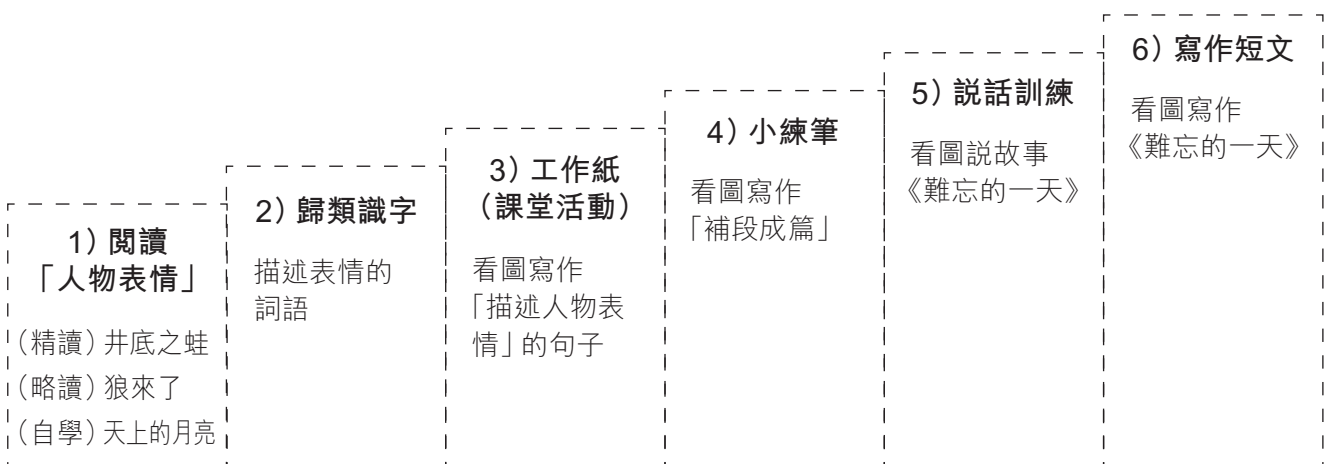 1）閲讀
「人物表情」
（精讀）井底之蛙
（略讀）狼來了
（自學）天上的月亮
2）歸類識字
描述表情的
詞語
3）工作紙
（課堂活動）
看圖寫作
「描述人物表
情」的句子
4）小練筆
看圖寫作
「補段成篇」
5）説話訓練
看圖説故事
《難忘的一天》
6）寫作短文
看圖寫作
《難忘的一天》